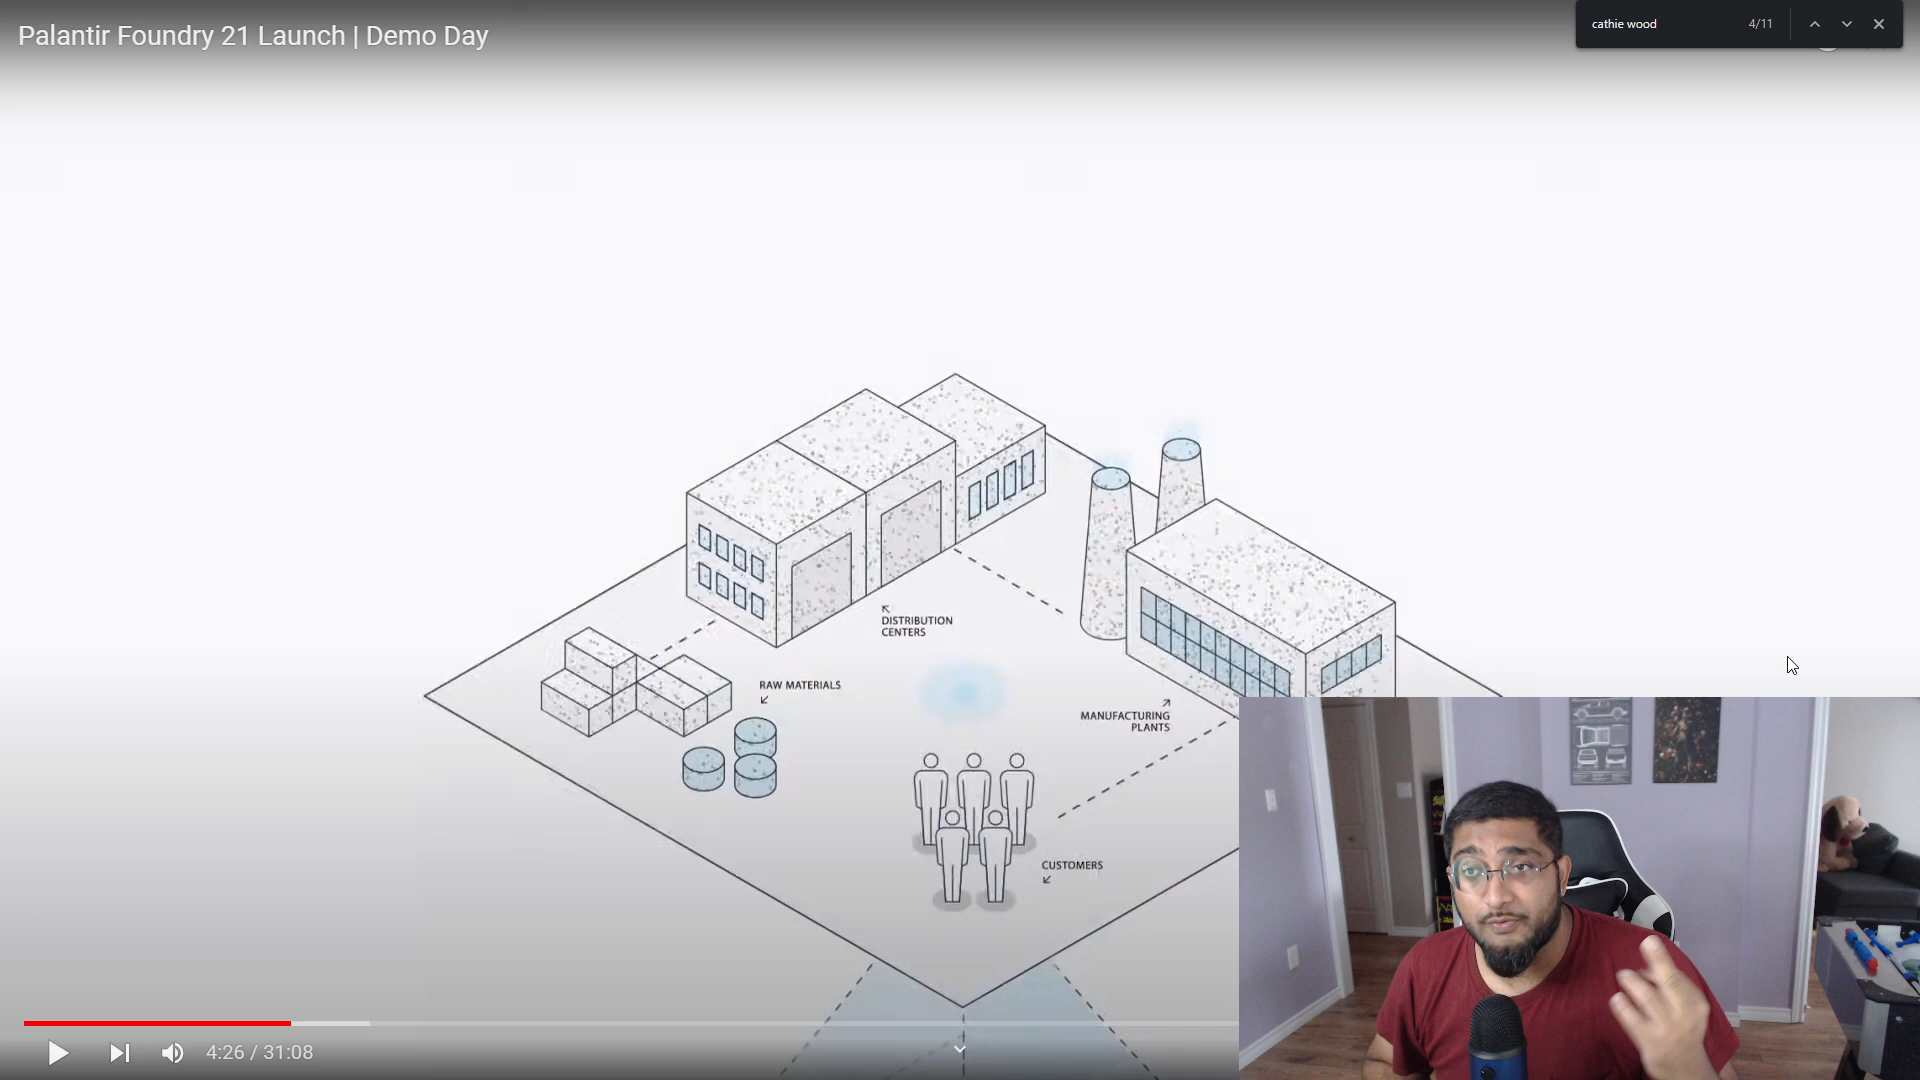 Palantir Foundry 21 Launch | Demo Day
cathie wood
4/11
DISTRIBUTION
CENTERS
RAW MATERIALS
MANUFACTURING
PLANTS
CUSTOMERS
4:26 / 31:08